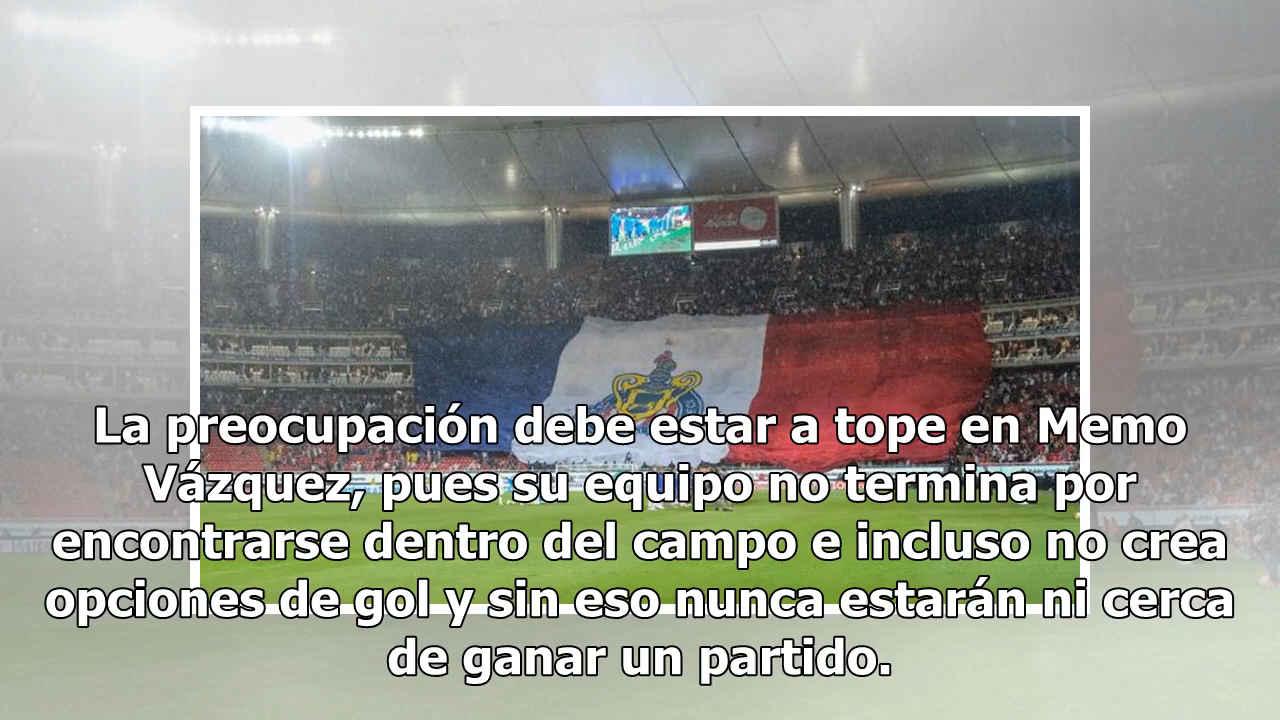 La preocupación debe estar a tope en Memo
Vázquez, pues su equipo no termina por
encontrarse dentro del campo e incluso no crea
opciones de gol y sin eso nunca estarán ni cerca
de ganar un partido.